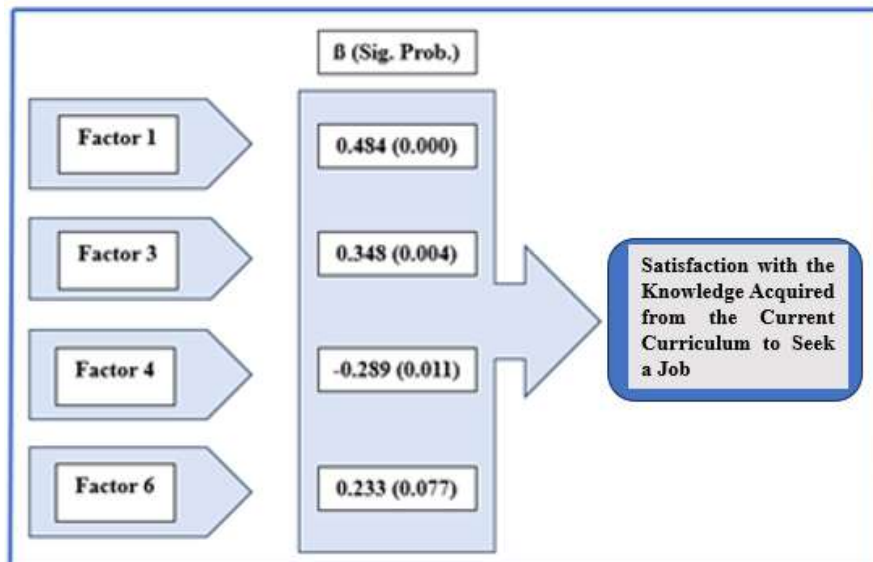 ß (Sig. Prob.)
Factor 1
0.484 (0.000)
Factor 3
0.348 (0.004)
Factor 4
-0.289 (0.011)
Factor 6
0.233 (0.077)
Satisfaction with the
Knowledge Acquired
from the Current
Curriculum to Seek
a Job